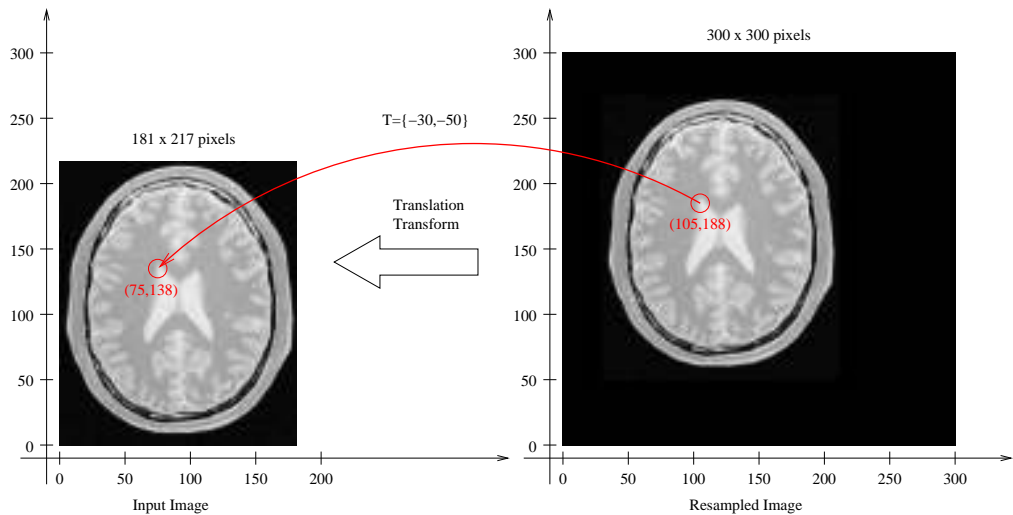 300 x 300 pixels
T={−30,−50}
181 x 217 pixels
Translation
Transform
(105,188)
(75,138)
300
250
200
150
100
50
0
0 50 100 150 200
Input Image
300
250
200
150
100
50
0
0 50 100 150 200 250 300
Resampled Image